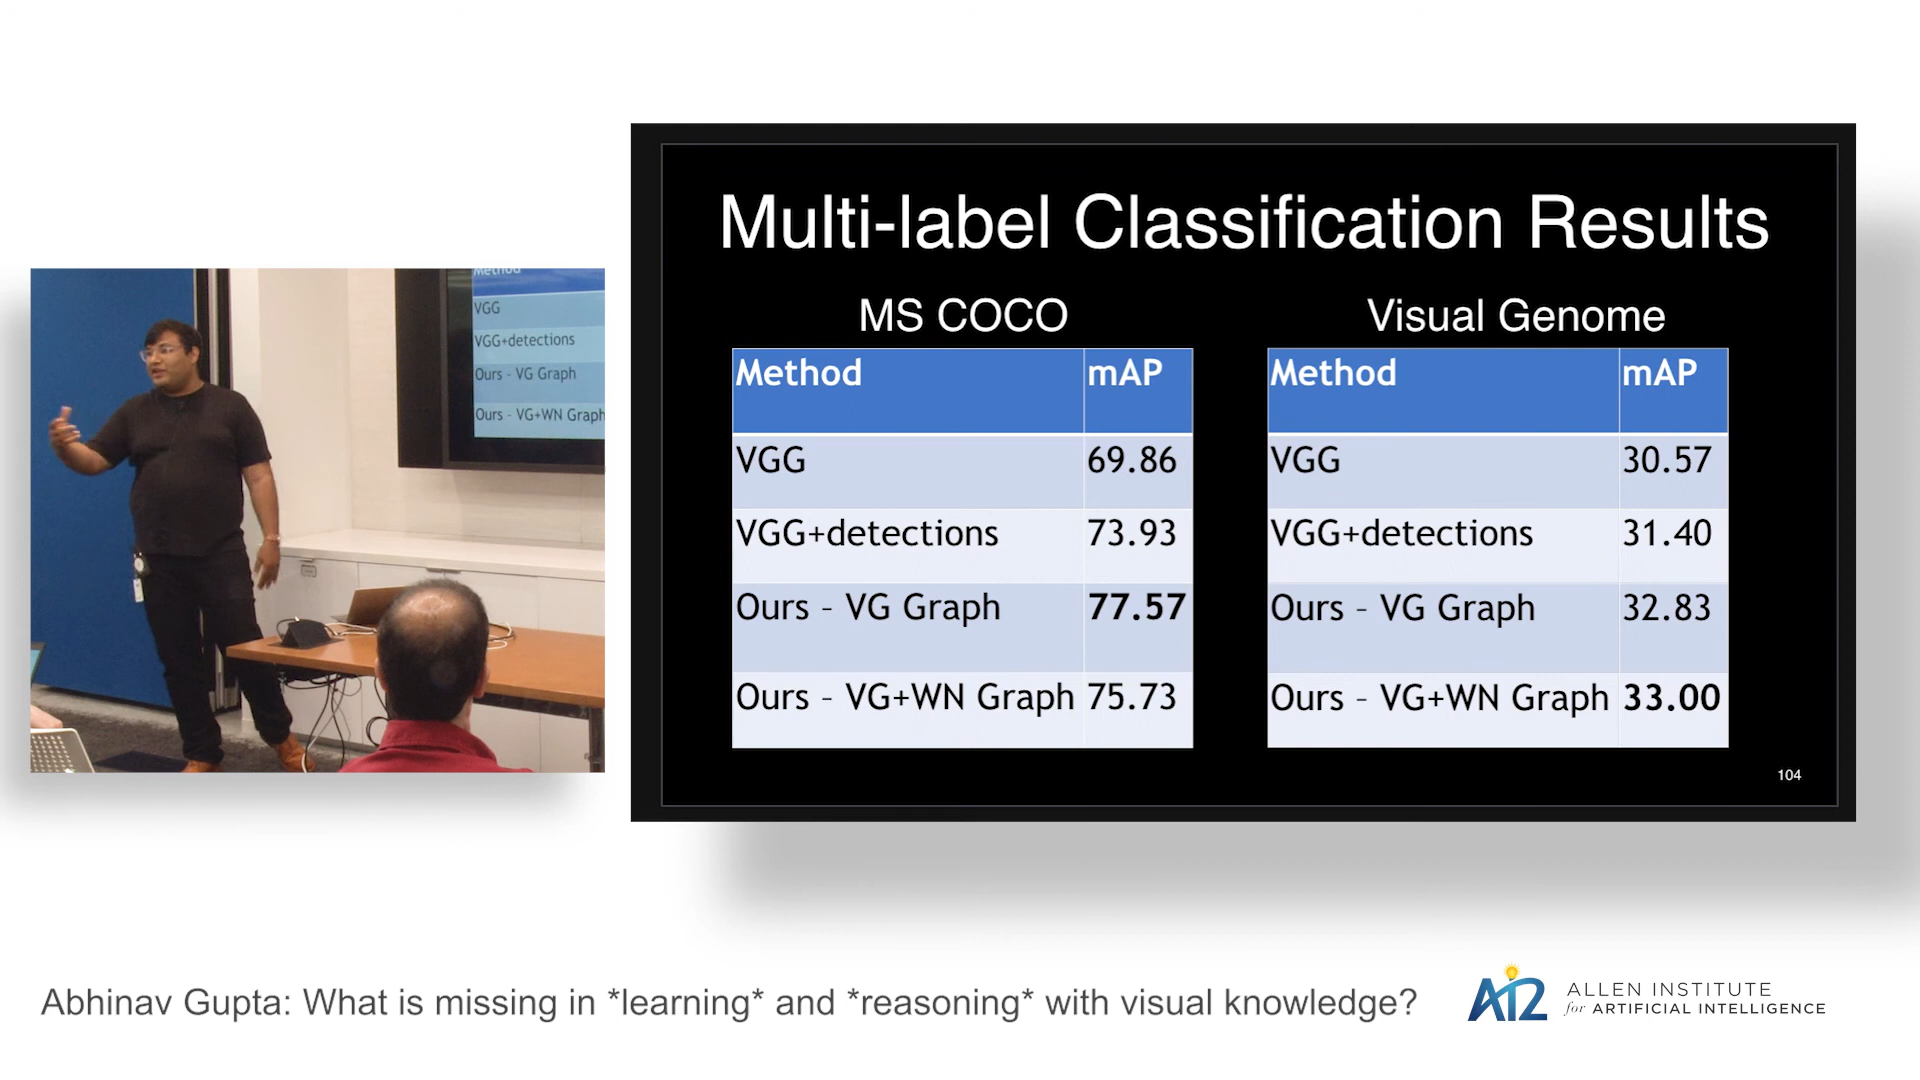 Multi-label Classification Results
MS COCO
Method mAP
VGG 69.86
VGG+detections 73.93
Ours – VG Graph 77.57
Ours – VG+WN Graph 75.73
Visual Genome
Method mAP
VGG 30.57
VGG+detections 31.40
Ours – VG Graph 32.83
Ours – VG+WN Graph 33.00
104
Method
VGG
VGG+detections
Ours - VG Graph
Ours - VG+WN Graph
Abhinav Gupta: What is missing in *learning* and *reasoning* with visual knowledge?
AI2
ALLEN INSTITUTE
for ARTIFICIAL INTELLIGENCE